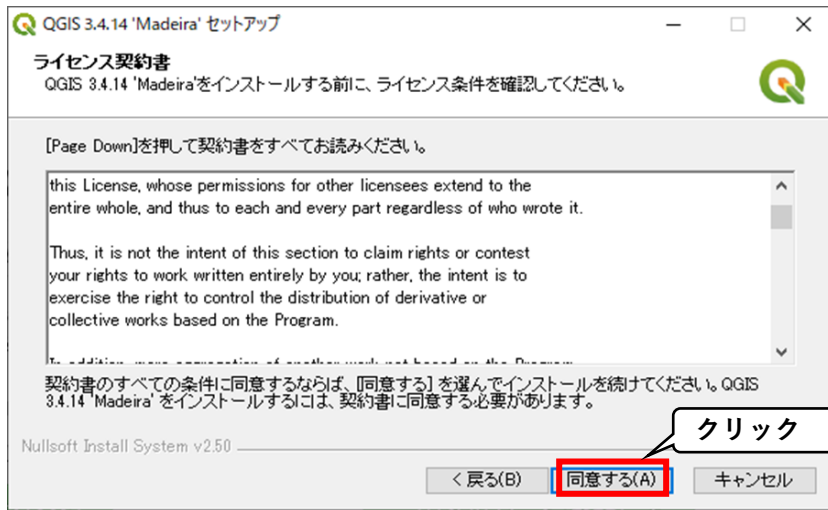 QGIS 3.4.14 'Madeira' セットアップ
ライセンス契約書
QGIS 3.4.14 'Madeira'をインストールする前に、ライセンス条件を確認してください。
[Page Down]を押して契約書をすべてお読みください。
this License, whose permissions for other licensees extend to the
entire whole, and thus to each and every part regardless of who wrote it.
Thus, it is not the intent of this section to claim rights or contest
your rights to work written entirely by you; rather, the intent is to
exercise the right to control the distribution of derivative or
collective works based on the Program.
In addition, mere aggregation of another work not based on the Program
契約書のすべての条件に同意するならば、[同意する] を選んでインストールを続けてください。QGIS
3.4.14 'Madeira' をインストールするには、契約書に同意する必要があります。
クリック
Nullsoft Install System v2.50
< 戻る(B)
同意する(A)
キャンセル